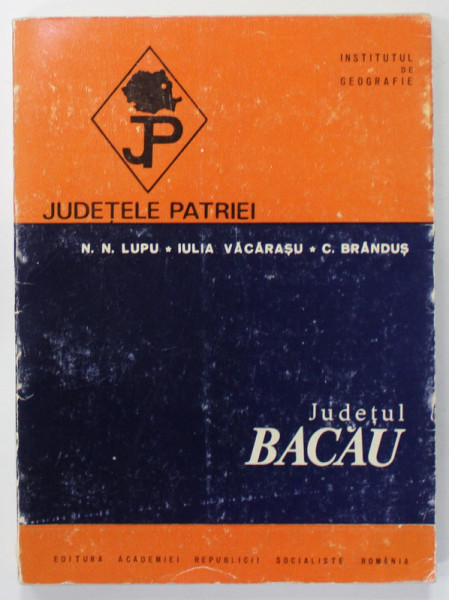 INSTITUTUL
DE
GEOGRAFIE
JP
JUDEȚELE PATRIEI
N. N. LUPU * IULIA VĂCĂRAȘU * C. BRÂNDUȘ
Județul
BACĂU
EDITURA ACADEMIEI REPUBLICII SOCIALISTE ROMÂNIA